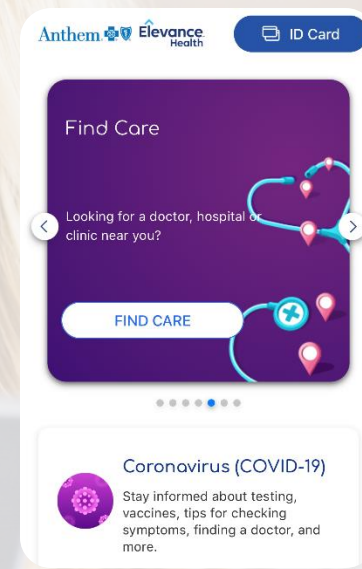 Anthem Elevance
Health
ID Card
Find Care
Looking for a doctor, hospital or
clinic near you?
FIND CARE
Coronavirus (COVID-19)
Stay informed about testing,
vaccines, tips for checking
symptoms, finding a doctor, and
more.